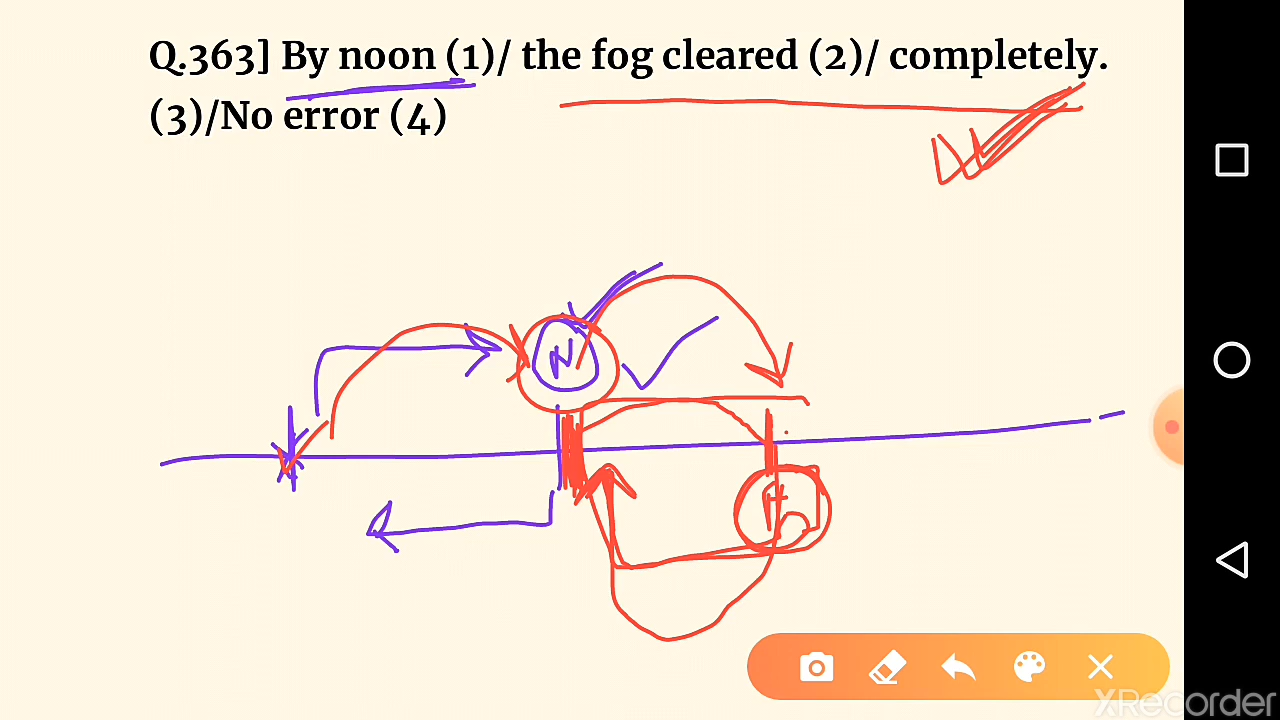 Q.363] By noon (1)/ the fog cleared (2)/ completely.
(3)/No error (4)
N
XRecorder